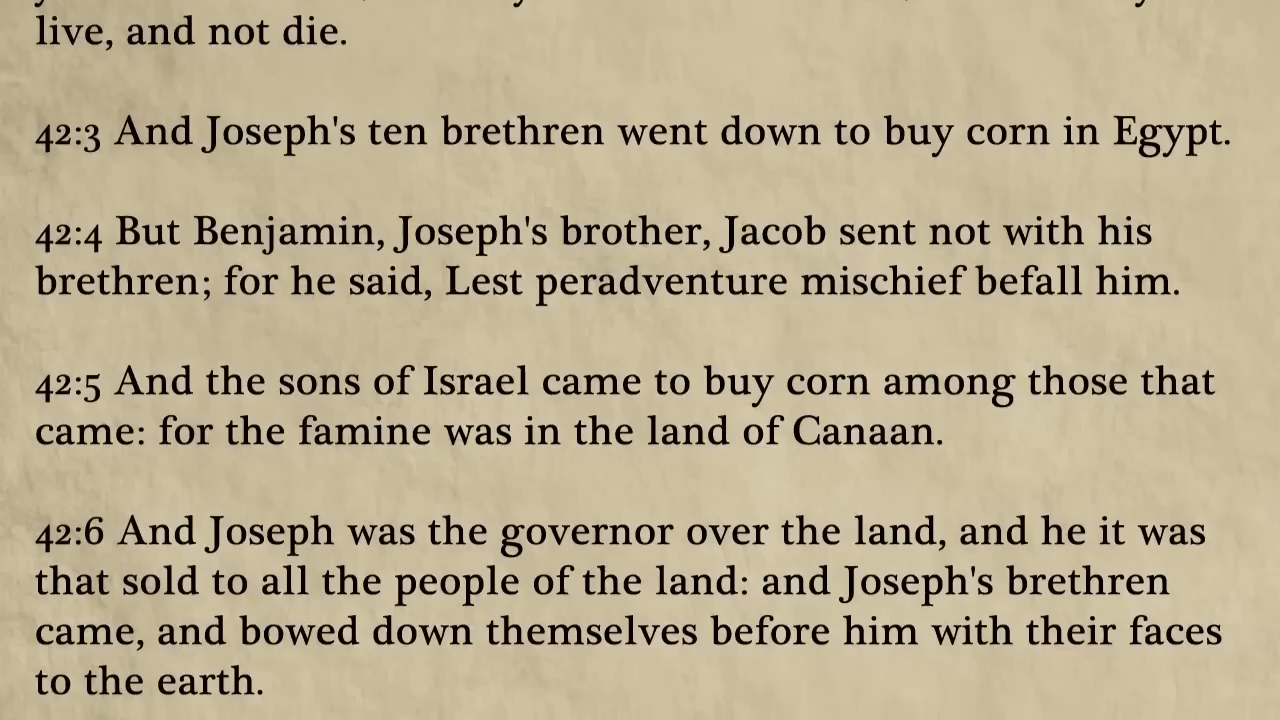 live, and not die.
42:3 And Joseph's ten brethren went down to buy corn in Egypt.
42:4 But Benjamin, Joseph's brother, Jacob sent not with his
brethren; for he said, Lest peradventure mischief befall him.
42:5 And the sons of Israel came to buy corn among those that
came: for the famine was in the land of Canaan.
42:6 And Joseph was the governor over the land, and he it was
that sold to all the people of the land: and Joseph's brethren
came, and bowed down themselves before him with their faces
to the earth.